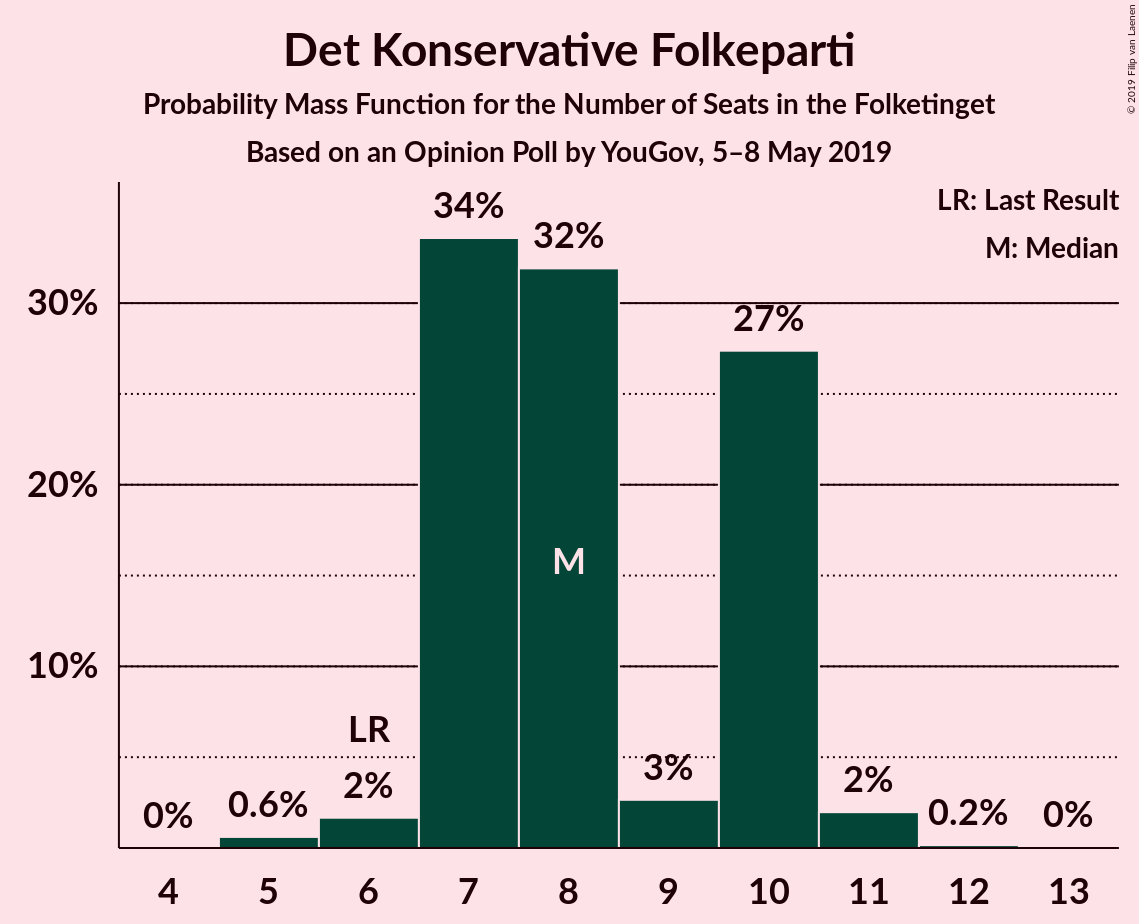 Det Konservative Folkeparti
Probability Mass Function for the Number of Seats in the Folketinget
Based on an Opinion Poll by YouGov, 5–8 May 2019
© 2019 Filip van Laenen
LR: Last Result
M: Median
34%
32%
30%
27%
20%
M
10%
LR
3%
2%
2%
0.6%
0.2%
0%
0%
4 5 6 7 8 9 10 11 12 13